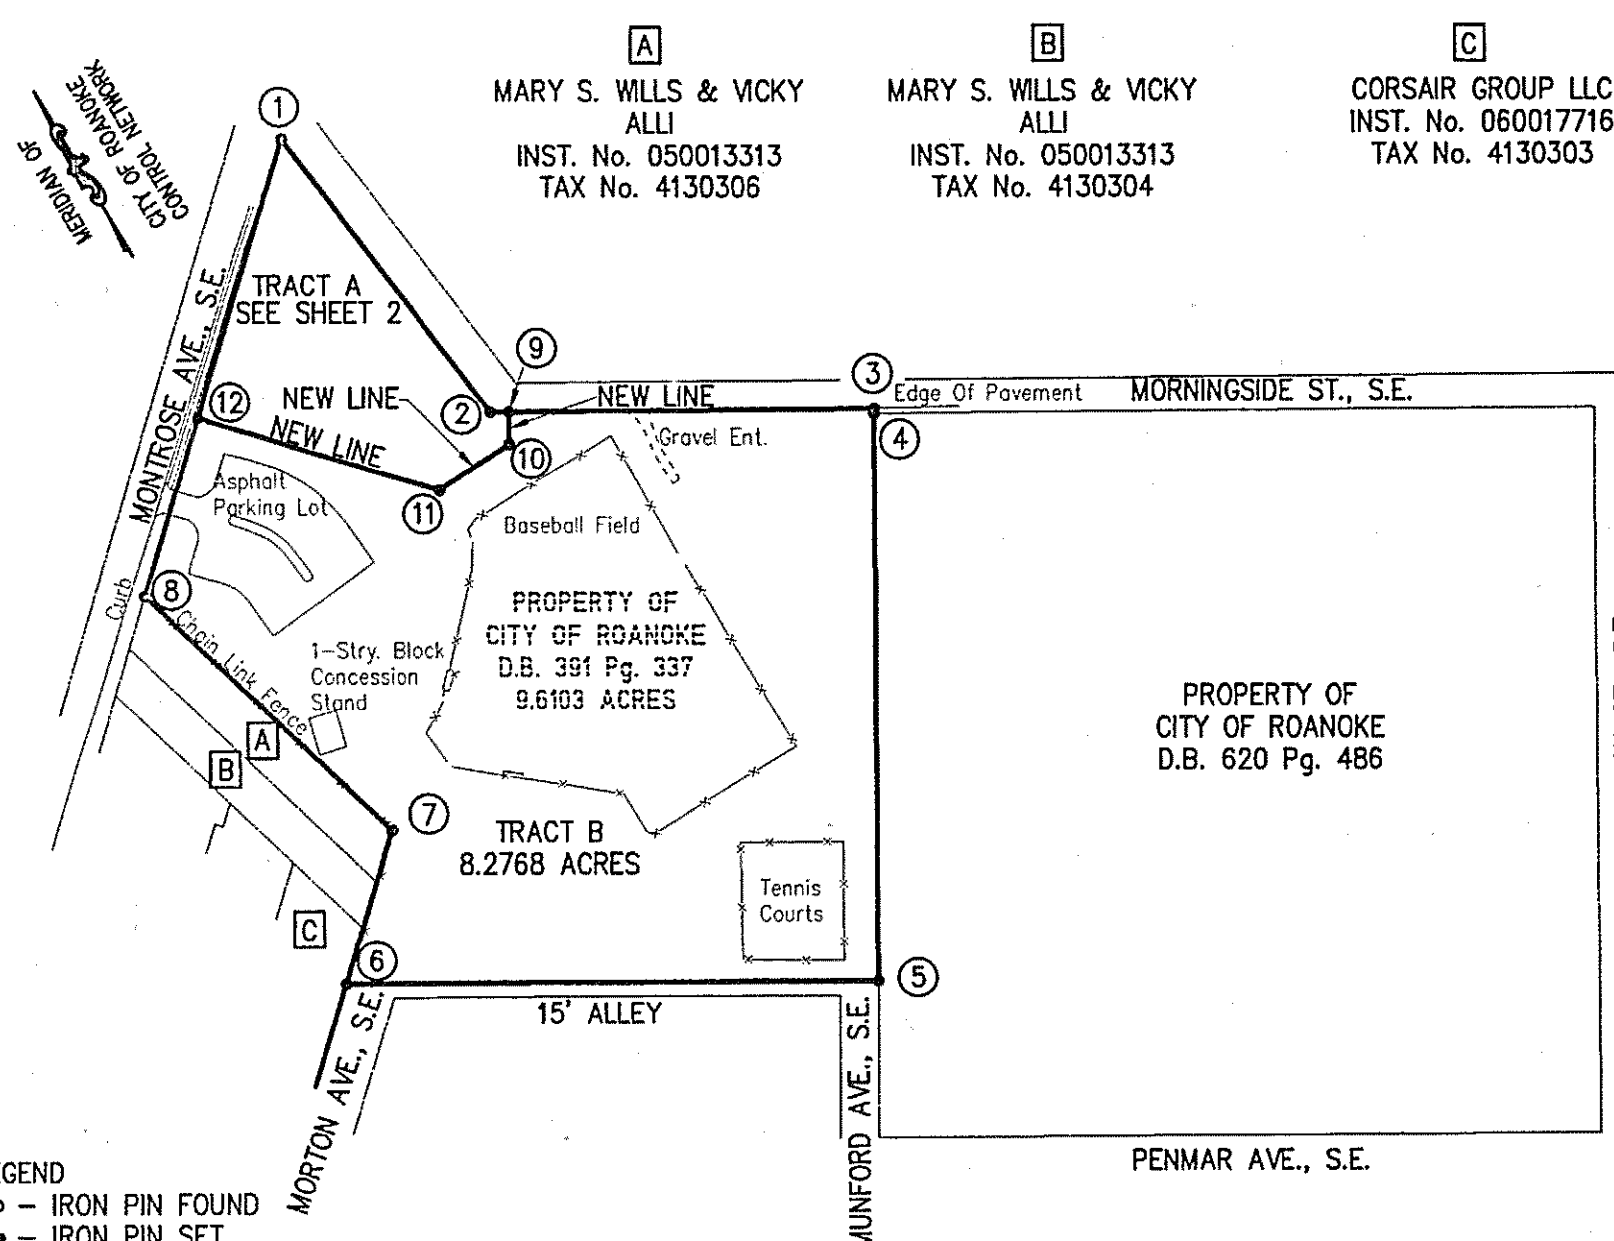 A
MARY S. WILLS & VICKY
ALLI
INST. No. 050013313
TAX No. 4130306
B
MARY S. WILLS & VICKY
ALLI
INST. No. 050013313
TAX No. 4130304
C
CORSAIR GROUP LLC
INST. No. 060017716
TAX No. 4130303
MERIDIAN OF
CITY OF ROANOKE
CONTROL NETWORK
1
TRACT A
SEE SHEET 2
MONTROSE AVE., S.E.
9
3
12
NEW LINE
2
NEW LINE
Edge Of Pavement
MORNINGSIDE ST., S.E.
NEW LINE
10
Gravel Ent.
4
11
Asphalt
Parking Lot
Baseball Field
8
Curb
Chain Link Fence
PROPERTY OF
CITY OF ROANOKE
D.B. 391 Pg. 337
9.6103 ACRES
1-Stry. Block
Concession
Stand
PROPERTY OF
CITY OF ROANOKE
D.B. 620 Pg. 486
A
B
7
TRACT B
8.2768 ACRES
Tennis
Courts
C
6
5
15' ALLEY
MORTON AVE., S.E.
MUNFORD AVE., S.E.
PENMAR AVE., S.E.
EGEND
– IRON PIN FOUND
– IRON PIN SET